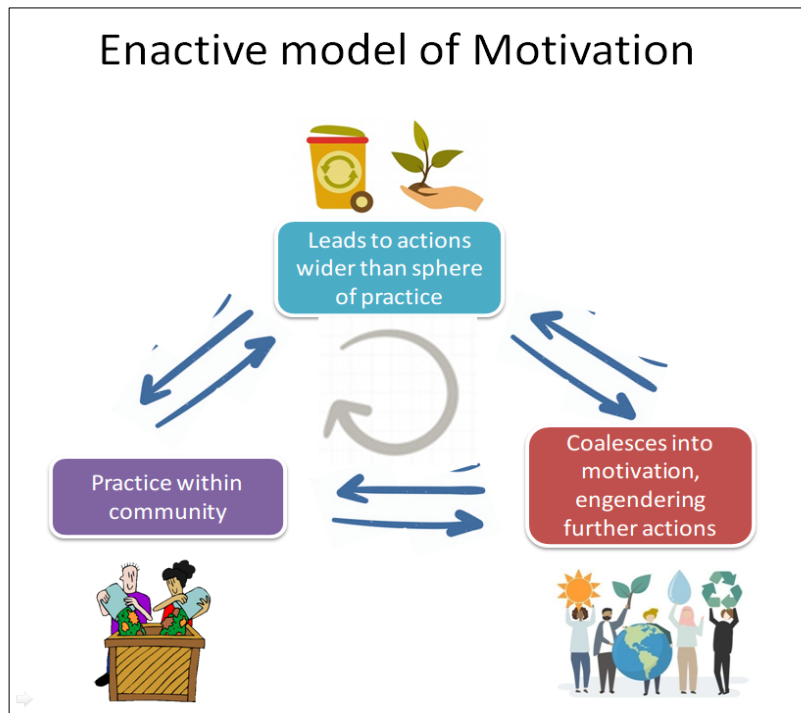 Enactive model of Motivation
Leads to actions
wider than sphere
of practice
Practice within
community
Coalesces into
motivation,
engendering
further actions